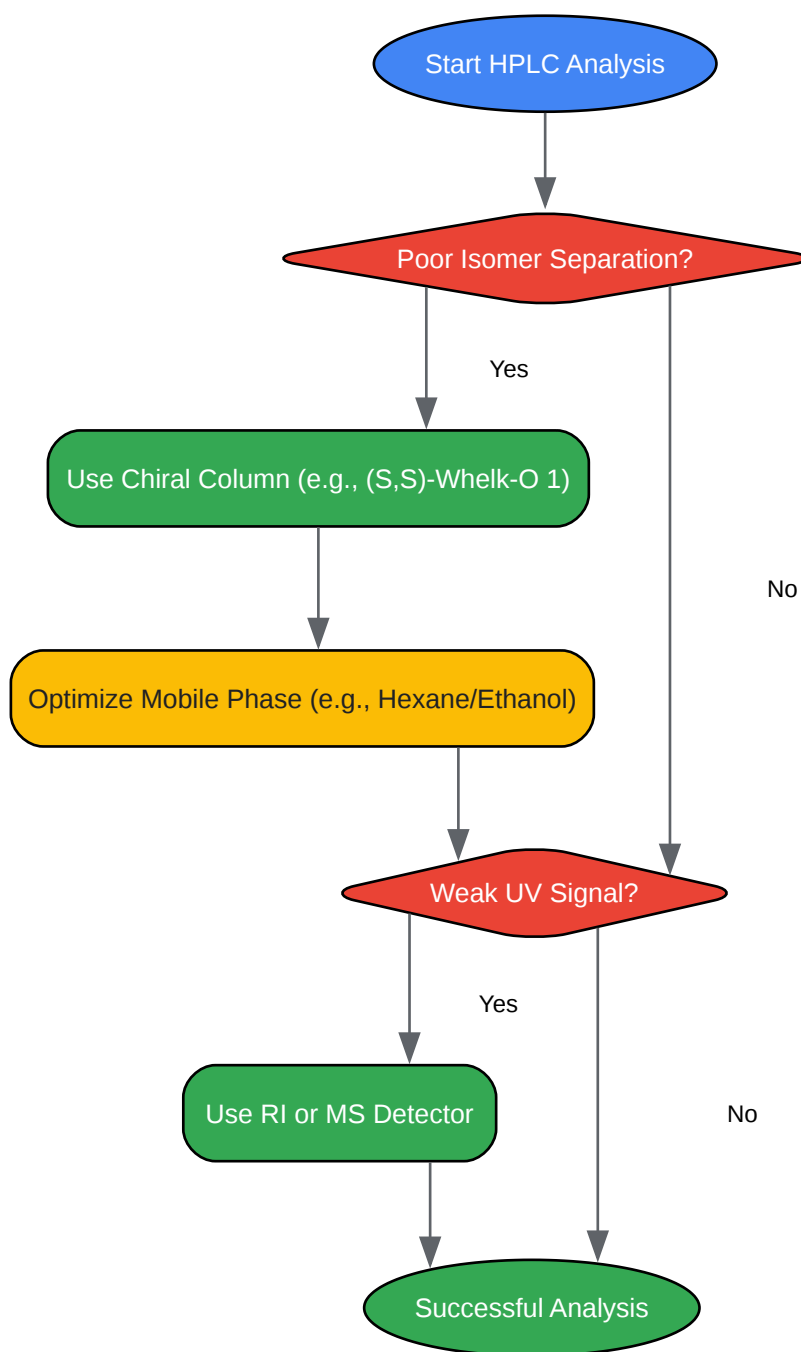 Start HPLC Analysis
Poor Isomer Separation?
Yes
Use Chiral Column (e.g., (S,S)-Whelk-O 1)
No
Optimize Mobile Phase (e.g., Hexane/Ethanol)
Weak UV Signal?
Yes
Use RI or MS Detector
No
Successful Analysis